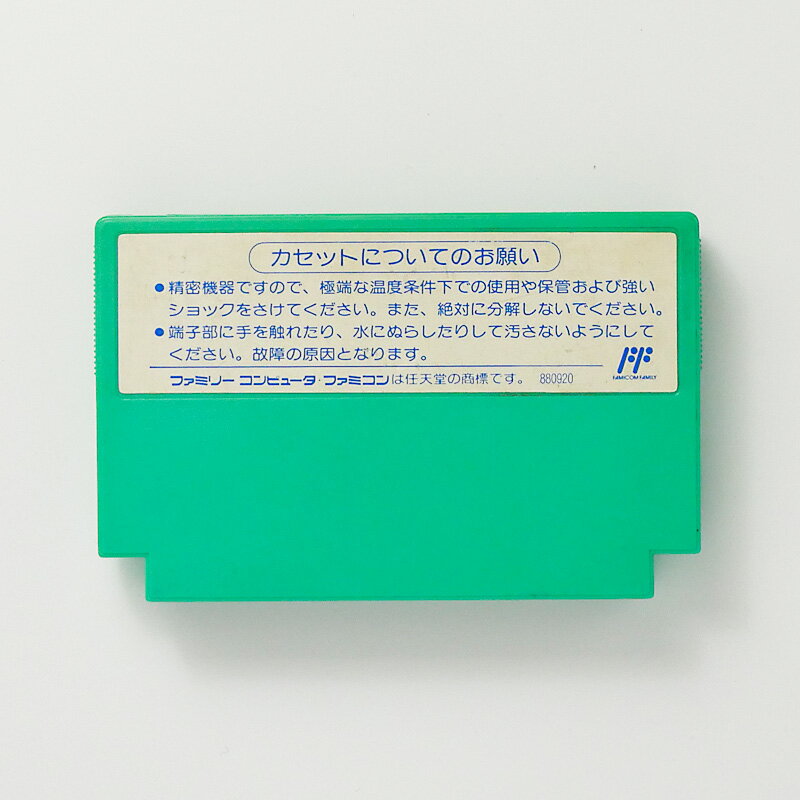 カセットについてのお願い
●精密機器ですので、極端な温度条件下での使用や保管および強い
ショックをさけてください。また、絶対に分解しないでください。
●端子部に手を触れたり、水にぬらしたりして汚さないようにして
ください。故障の原因となります。
FAMICOM FAMILY
ファミリーコンピュータ・ファミコンは任天堂の商標です。 880920